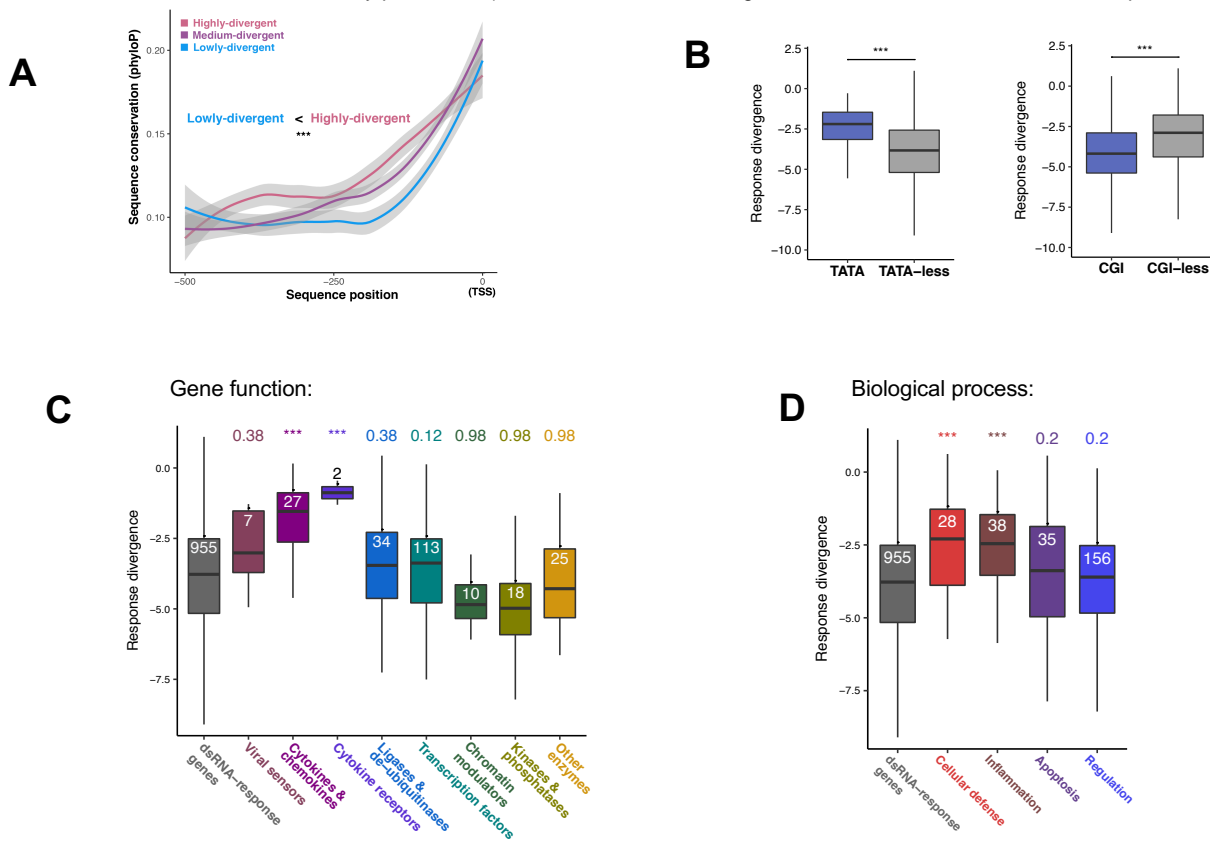 A
Highly-divergent
Medium-divergent
Lowly-divergent
Sequence conservation (phyloP)
0.20
0.15
0.10
Lowly-divergent < Highly-divergent
***
−500
−250
0
(TSS)
Sequence position
B
Response divergence
2.5
0.0
−2.5
−5.0
−7.5
−10.0
***
TATA
TATA−less
Response divergence
2.5
0.0
−2.5
−5.0
−7.5
−10.0
***
CGI
CGI−less
C
Gene function:
0.38
***
***
0.38
0.12
0.98
0.98
0.98
Response divergence
0.0
−2.5
−5.0
−7.5
955
7
27
2
34
113
10
18
25
dsRNA−response
genes
Viral sensors
Cytokines &
chemokines
Cytokine receptors
Ligases &
de−ubiquitinases
Transcription factors
Chromatin
modulators
Kinases &
phosphatases
Other
enzymes
D
Biological process:
***
***
0.2
0.2
Response divergence
0.0
−2.5
−5.0
−7.5
955
28
38
35
156
dsRNA−response
genes
Cellular defense
Inflammation
Apoptosis
Regulation